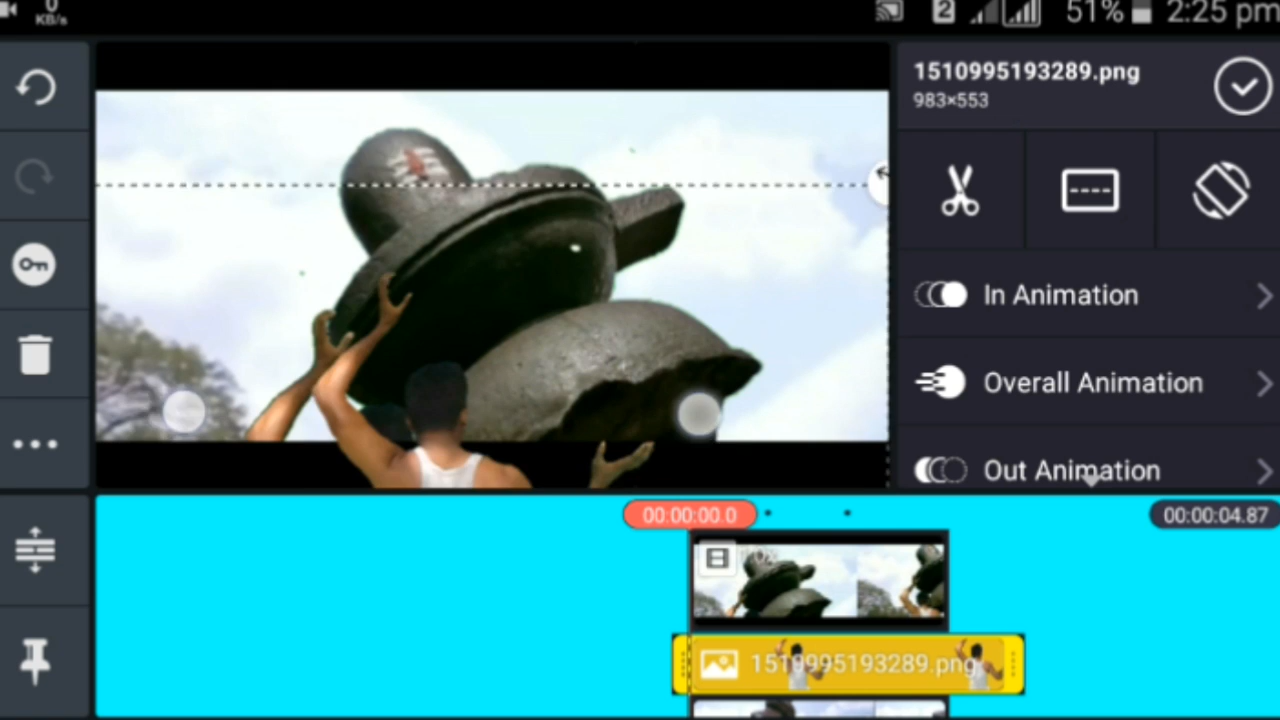 0
KB/s
2
51%
2:25 pm
1510995193289.png
983×553
In Animation
Overall Animation
Out Animation
00:00:00.0
00:00:04.87
1510995193289.png